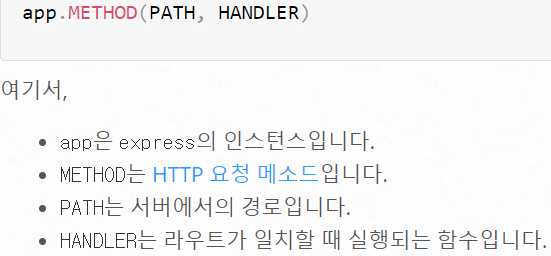 app.METHOD(PATH, HANDLER)
여기서,
• app은 express의 인스턴스입니다.
• METHOD는 HTTP 요청 메소드입니다.
• PATH는 서버에서의 경로입니다.
• HANDLER는 라우트가 일치할 때 실행되는 함수입니다.